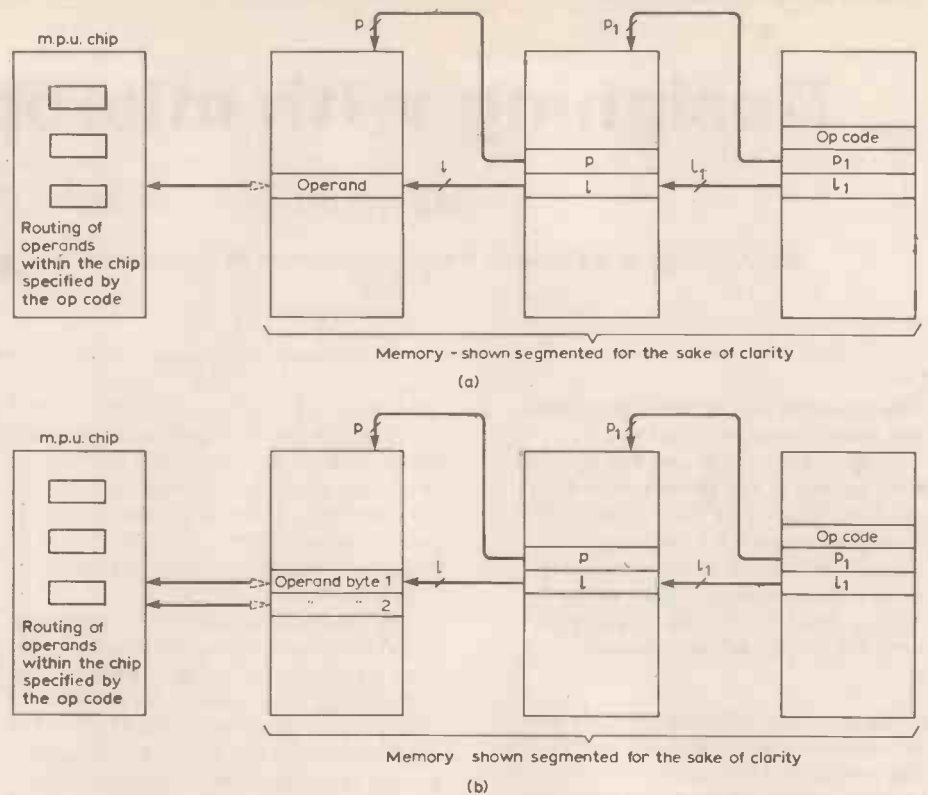 m.p.u. chip
p
p1
Op code
p
p1
l
l1
Operand
l
l1
Routing of
operands
within the chip
specified by
the op code
Memory - shown segmented for the sake of clarity
(a)
m.p.u. chip
p
p1
Op code
p
p1
l
l1
Operand byte 1
l
l1
" " 2
Routing of
operands
within the chip
specified by
the op code
Memory shown segmented for the sake of clarity
(b)